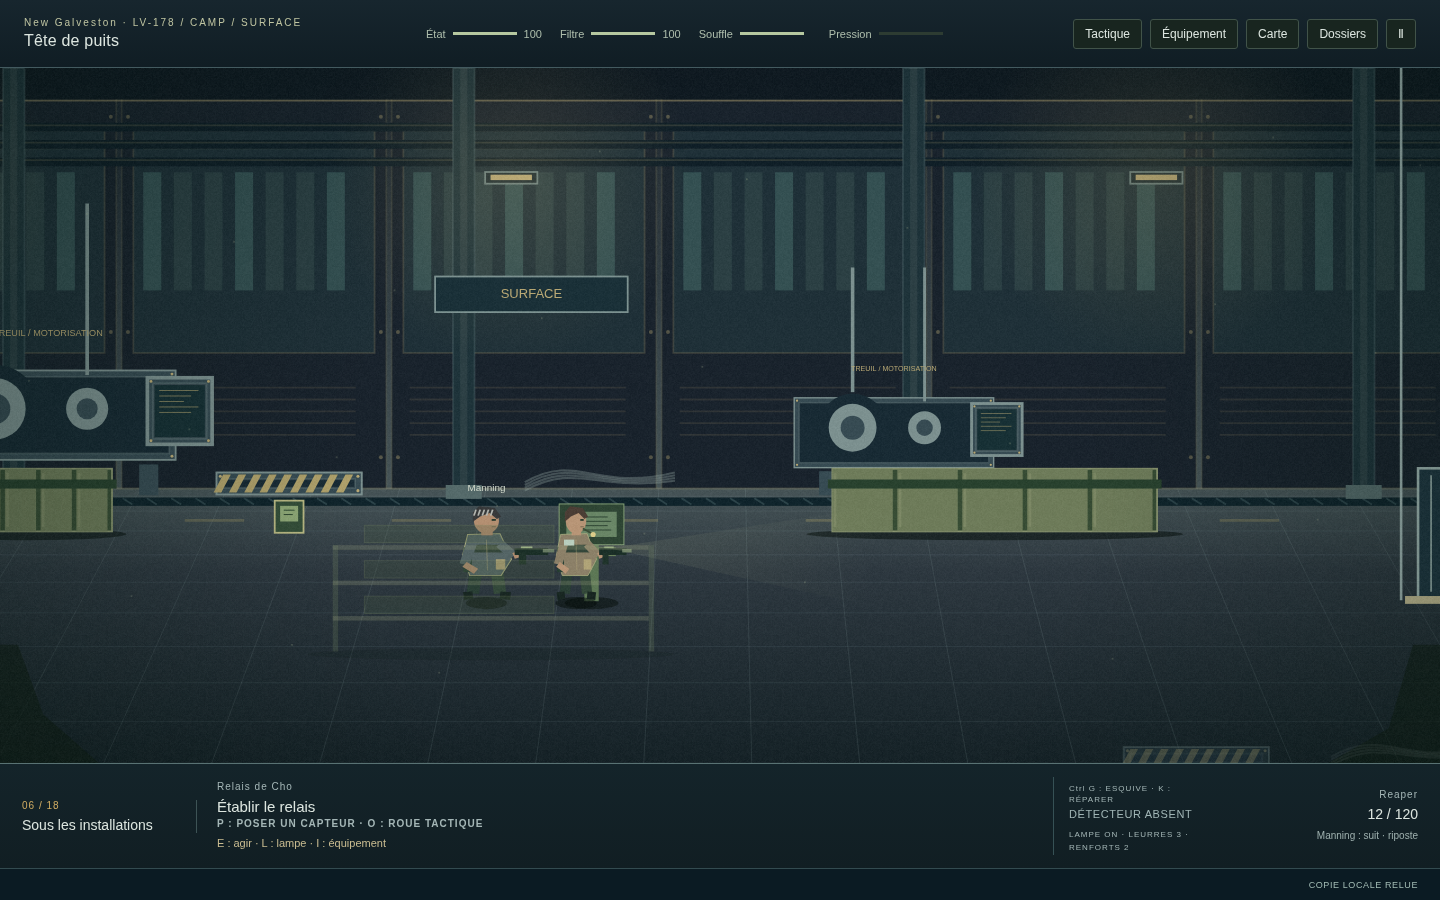 New Galveston · LV-178 / CAMP / SURFACE
Tête de puits
État 100 Filtre 100 Souffle Pression
Tactique Équipement Carte Dossiers II
SURFACE
REUIL / MOTORISATION
TREUIL / MOTORISATION
Manning
06 / 18
Sous les installations
Relais de Cho
Établir le relais
P : POSER UN CAPTEUR · O : ROUE TACTIQUE
E : agir · L : lampe · I : équipement
Ctrl G : ESQUIVE · K :
RÉPARER
DÉTECTEUR ABSENT
LAMPE ON · LEURRES 3 ·
RENFORTS 2
Reaper
12 / 120
Manning : suit · riposte
COPIE LOCALE RELUE